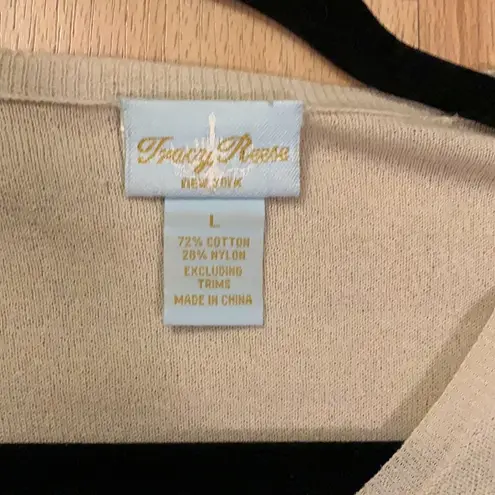 Tracy Reese
NEW YORK
L
72% COTTON
28% NYLON
EXCLUDING
TRIMS
MADE IN CHINA